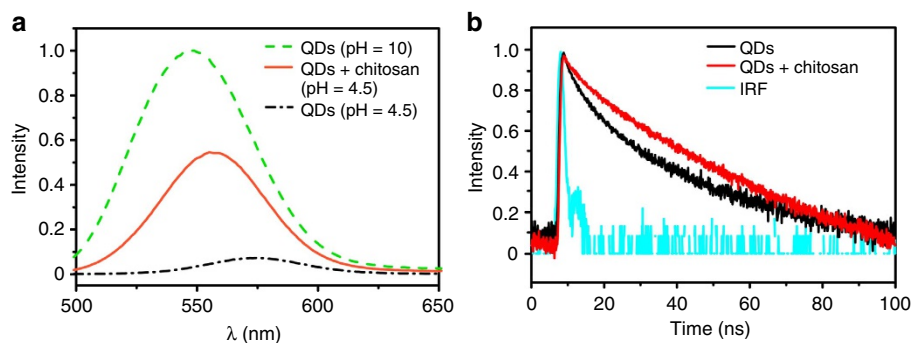 a
QDs (pH = 10)
QDs + chitosan
(pH = 4.5)
QDs (pH = 4.5)
1.0
0.8
0.6
0.4
0.2
0
Intensity
500
550
600
650
λ (nm)
b
QDs
QDs + chitosan
IRF
1.0
0.8
0.6
0.4
0.2
0
Intensity
0
20
40
60
80
100
Time (ns)